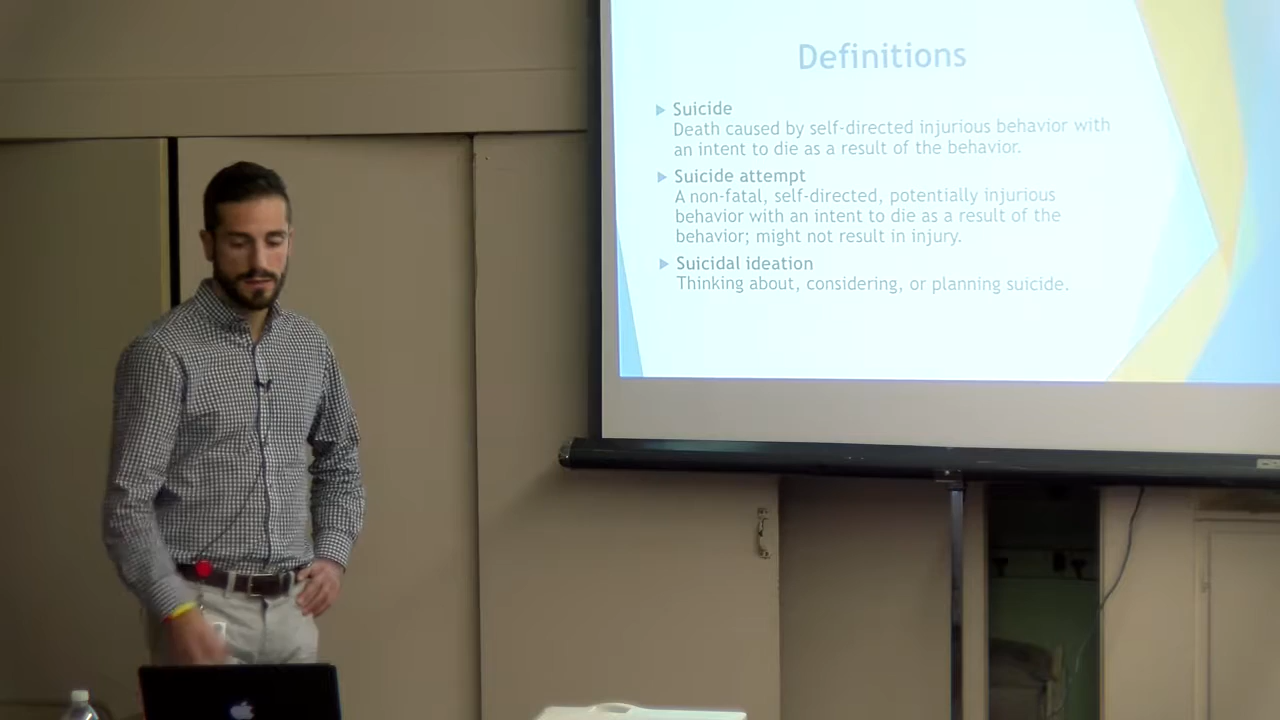 Definitions
Suicide
Death caused by self-directed injurious behavior with
an intent to die as a result of the behavior.
Suicide attempt
A non-fatal, self-directed, potentially injurious
behavior with an intent to die as a result of the
behavior; might not result in injury.
Suicidal ideation
Thinking about, considering, or planning suicide.